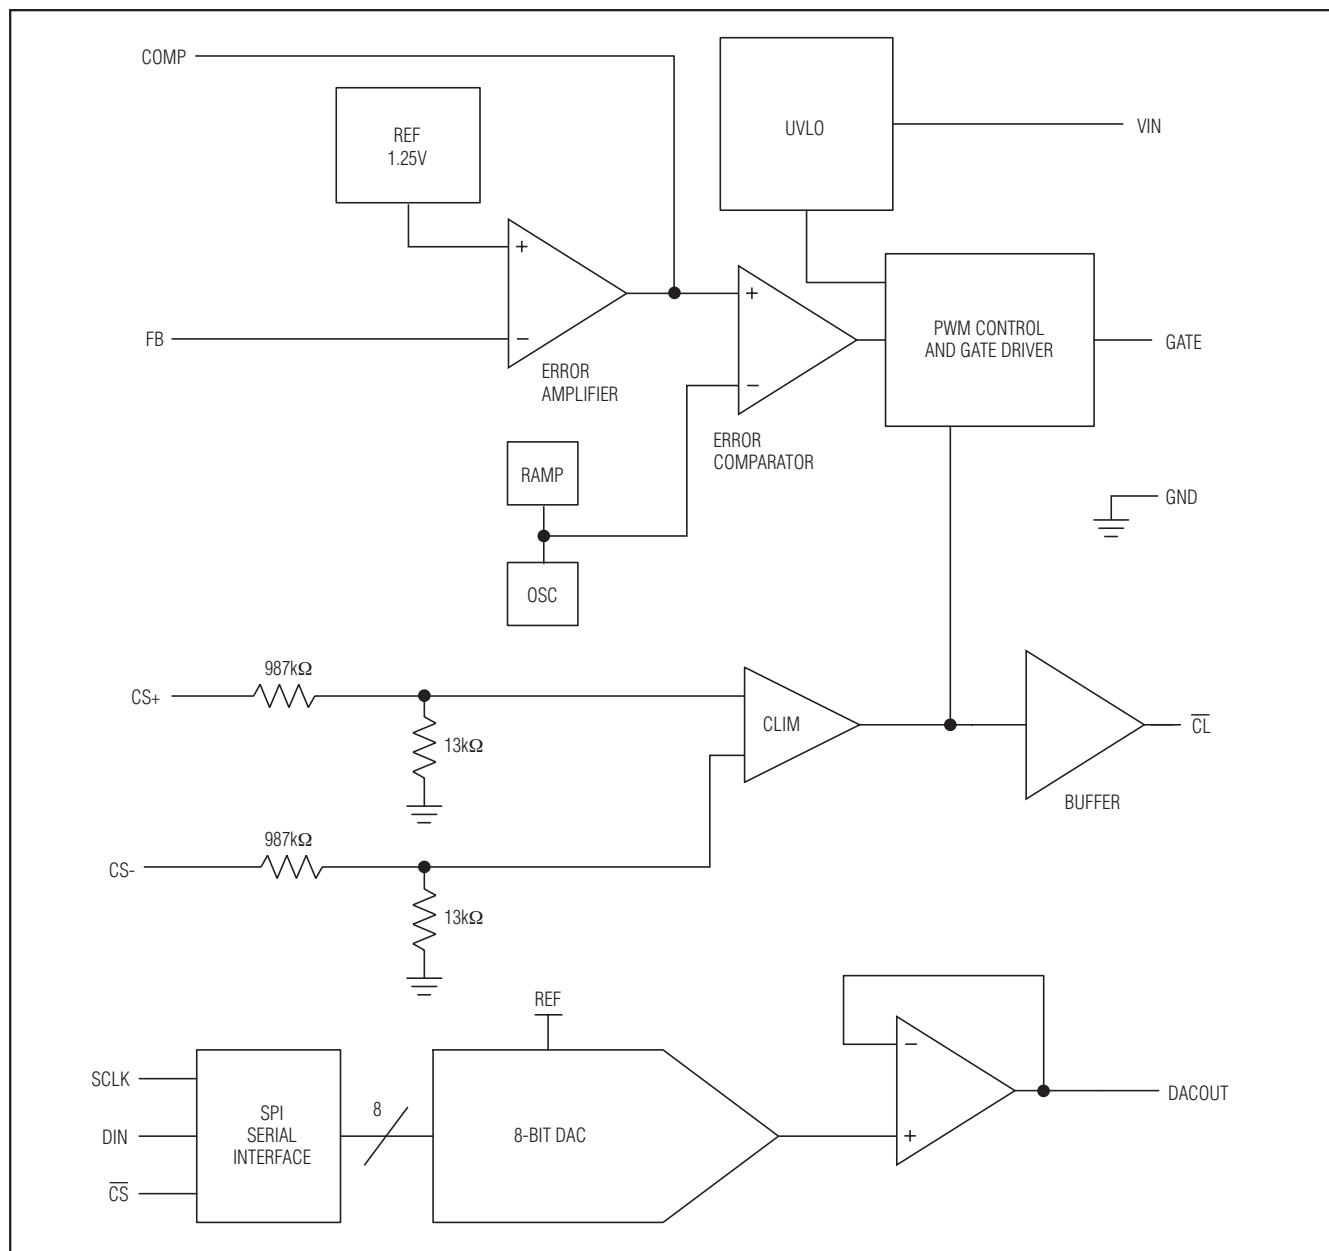 COMP
REF
1.25V
UVLO
VIN
+
FB
−
ERROR
AMPLIFIER
+
−
ERROR
COMPARATOR
PWM CONTROL
AND GATE DRIVER
GATE
RAMP
OSC
GND
CS+
987kΩ
13kΩ
CLIM
C̅L̅
BUFFER
CS-
987kΩ
13kΩ
REF
SCLK
DIN
C̅S̅
SPI
SERIAL
INTERFACE
8
8-BIT DAC
−
+
DACOUT